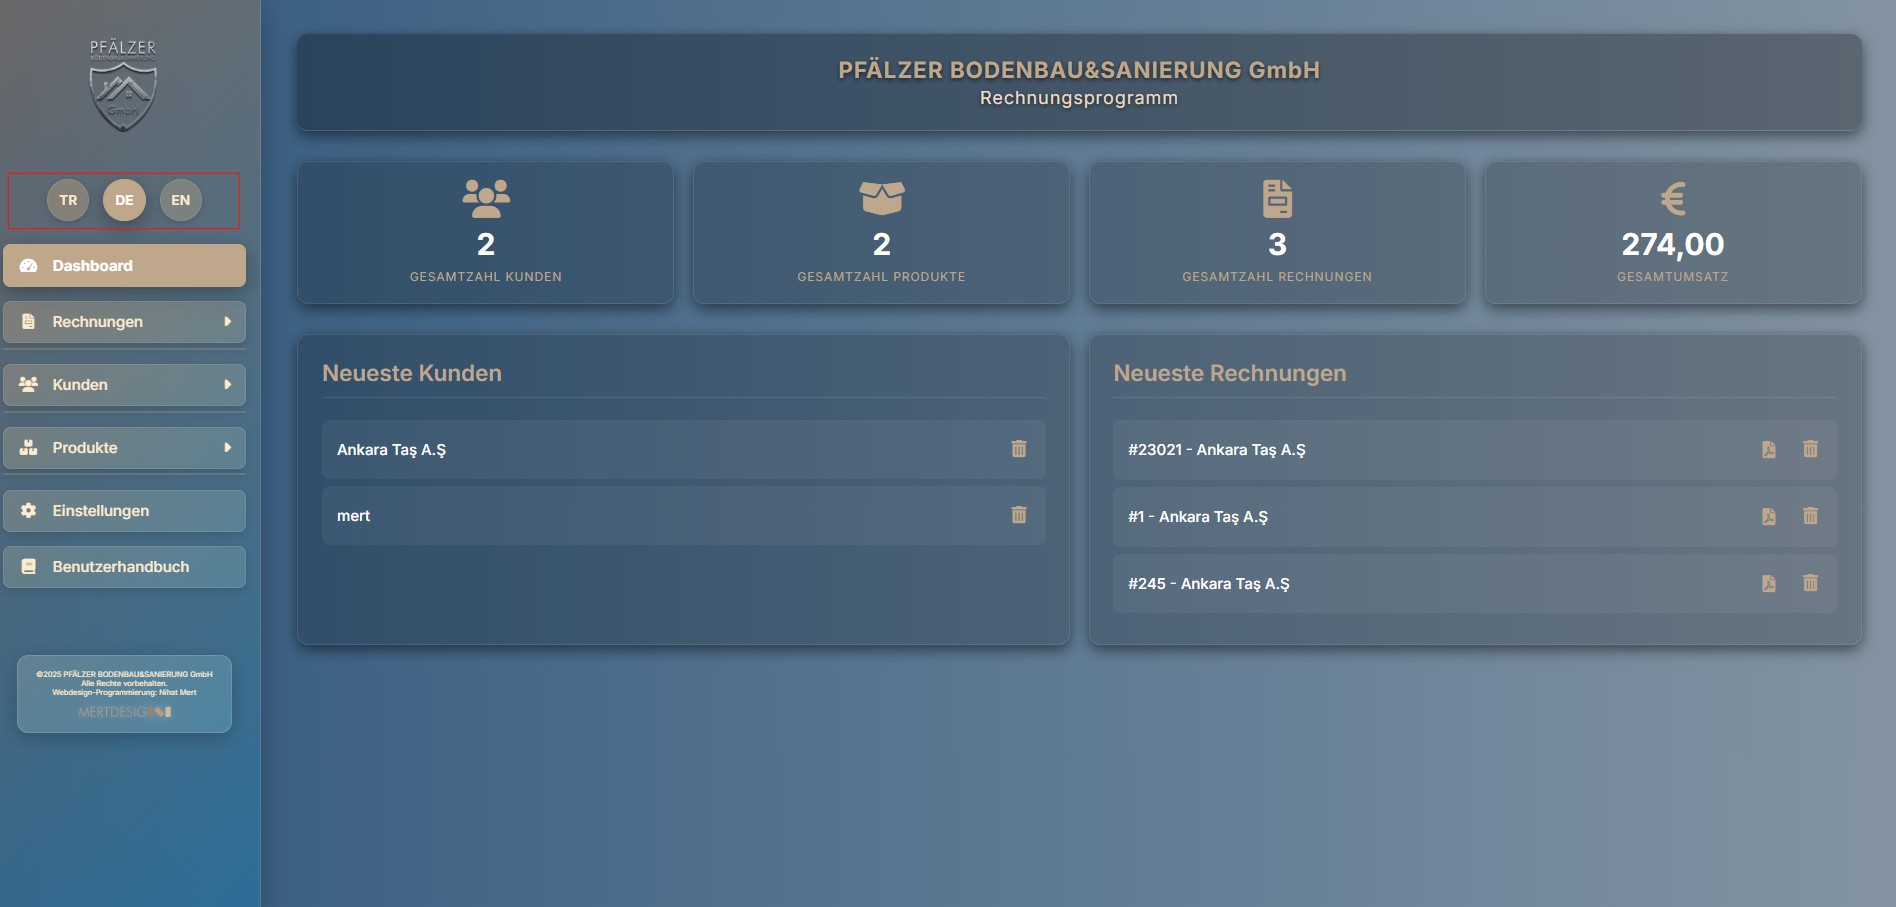 PFÄLZER
BODENBAU&SANIERUNG
GmbH
TR
DE
EN
Dashboard
Rechnungen
Kunden
Produkte
Einstellungen
Benutzerhandbuch
©2025 PFÄLZER BODENBAU&SANIERUNG GmbH
Alle Rechte vorbehalten.
Webdesign-Programmierung: Nihat Mert
MERTDESIGN
PFÄLZER BODENBAU&SANIERUNG GmbH
Rechnungsprogramm
2
GESAMTZAHL KUNDEN
2
GESAMTZAHL PRODUKTE
3
GESAMTZAHL RECHNUNGEN
€
274,00
GESAMTUMSATZ
Neueste Kunden
Ankara Taş A.Ş
mert
Neueste Rechnungen
#23021 - Ankara Taş A.Ş
#1 - Ankara Taş A.Ş
#245 - Ankara Taş A.Ş